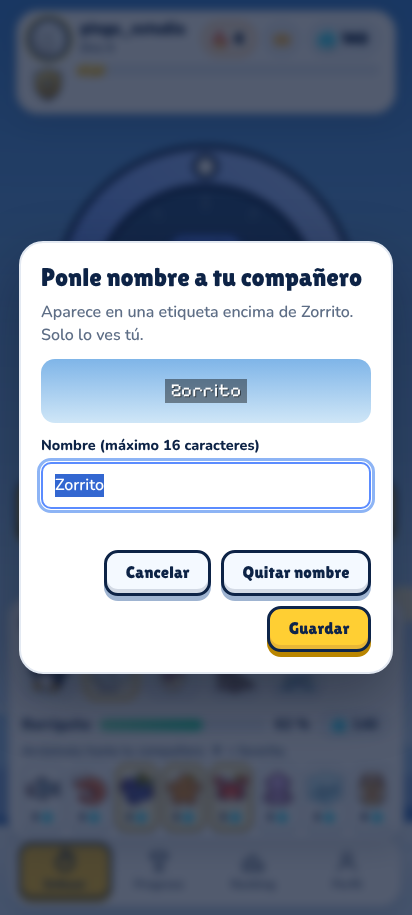 Ponle nombre a tu compañero
Aparece en una etiqueta encima de Zorrito.
Solo lo ves tú.
Zorrito
Nombre (máximo 16 caracteres)
Zorrito
Cancelar
Quitar nombre
Guardar